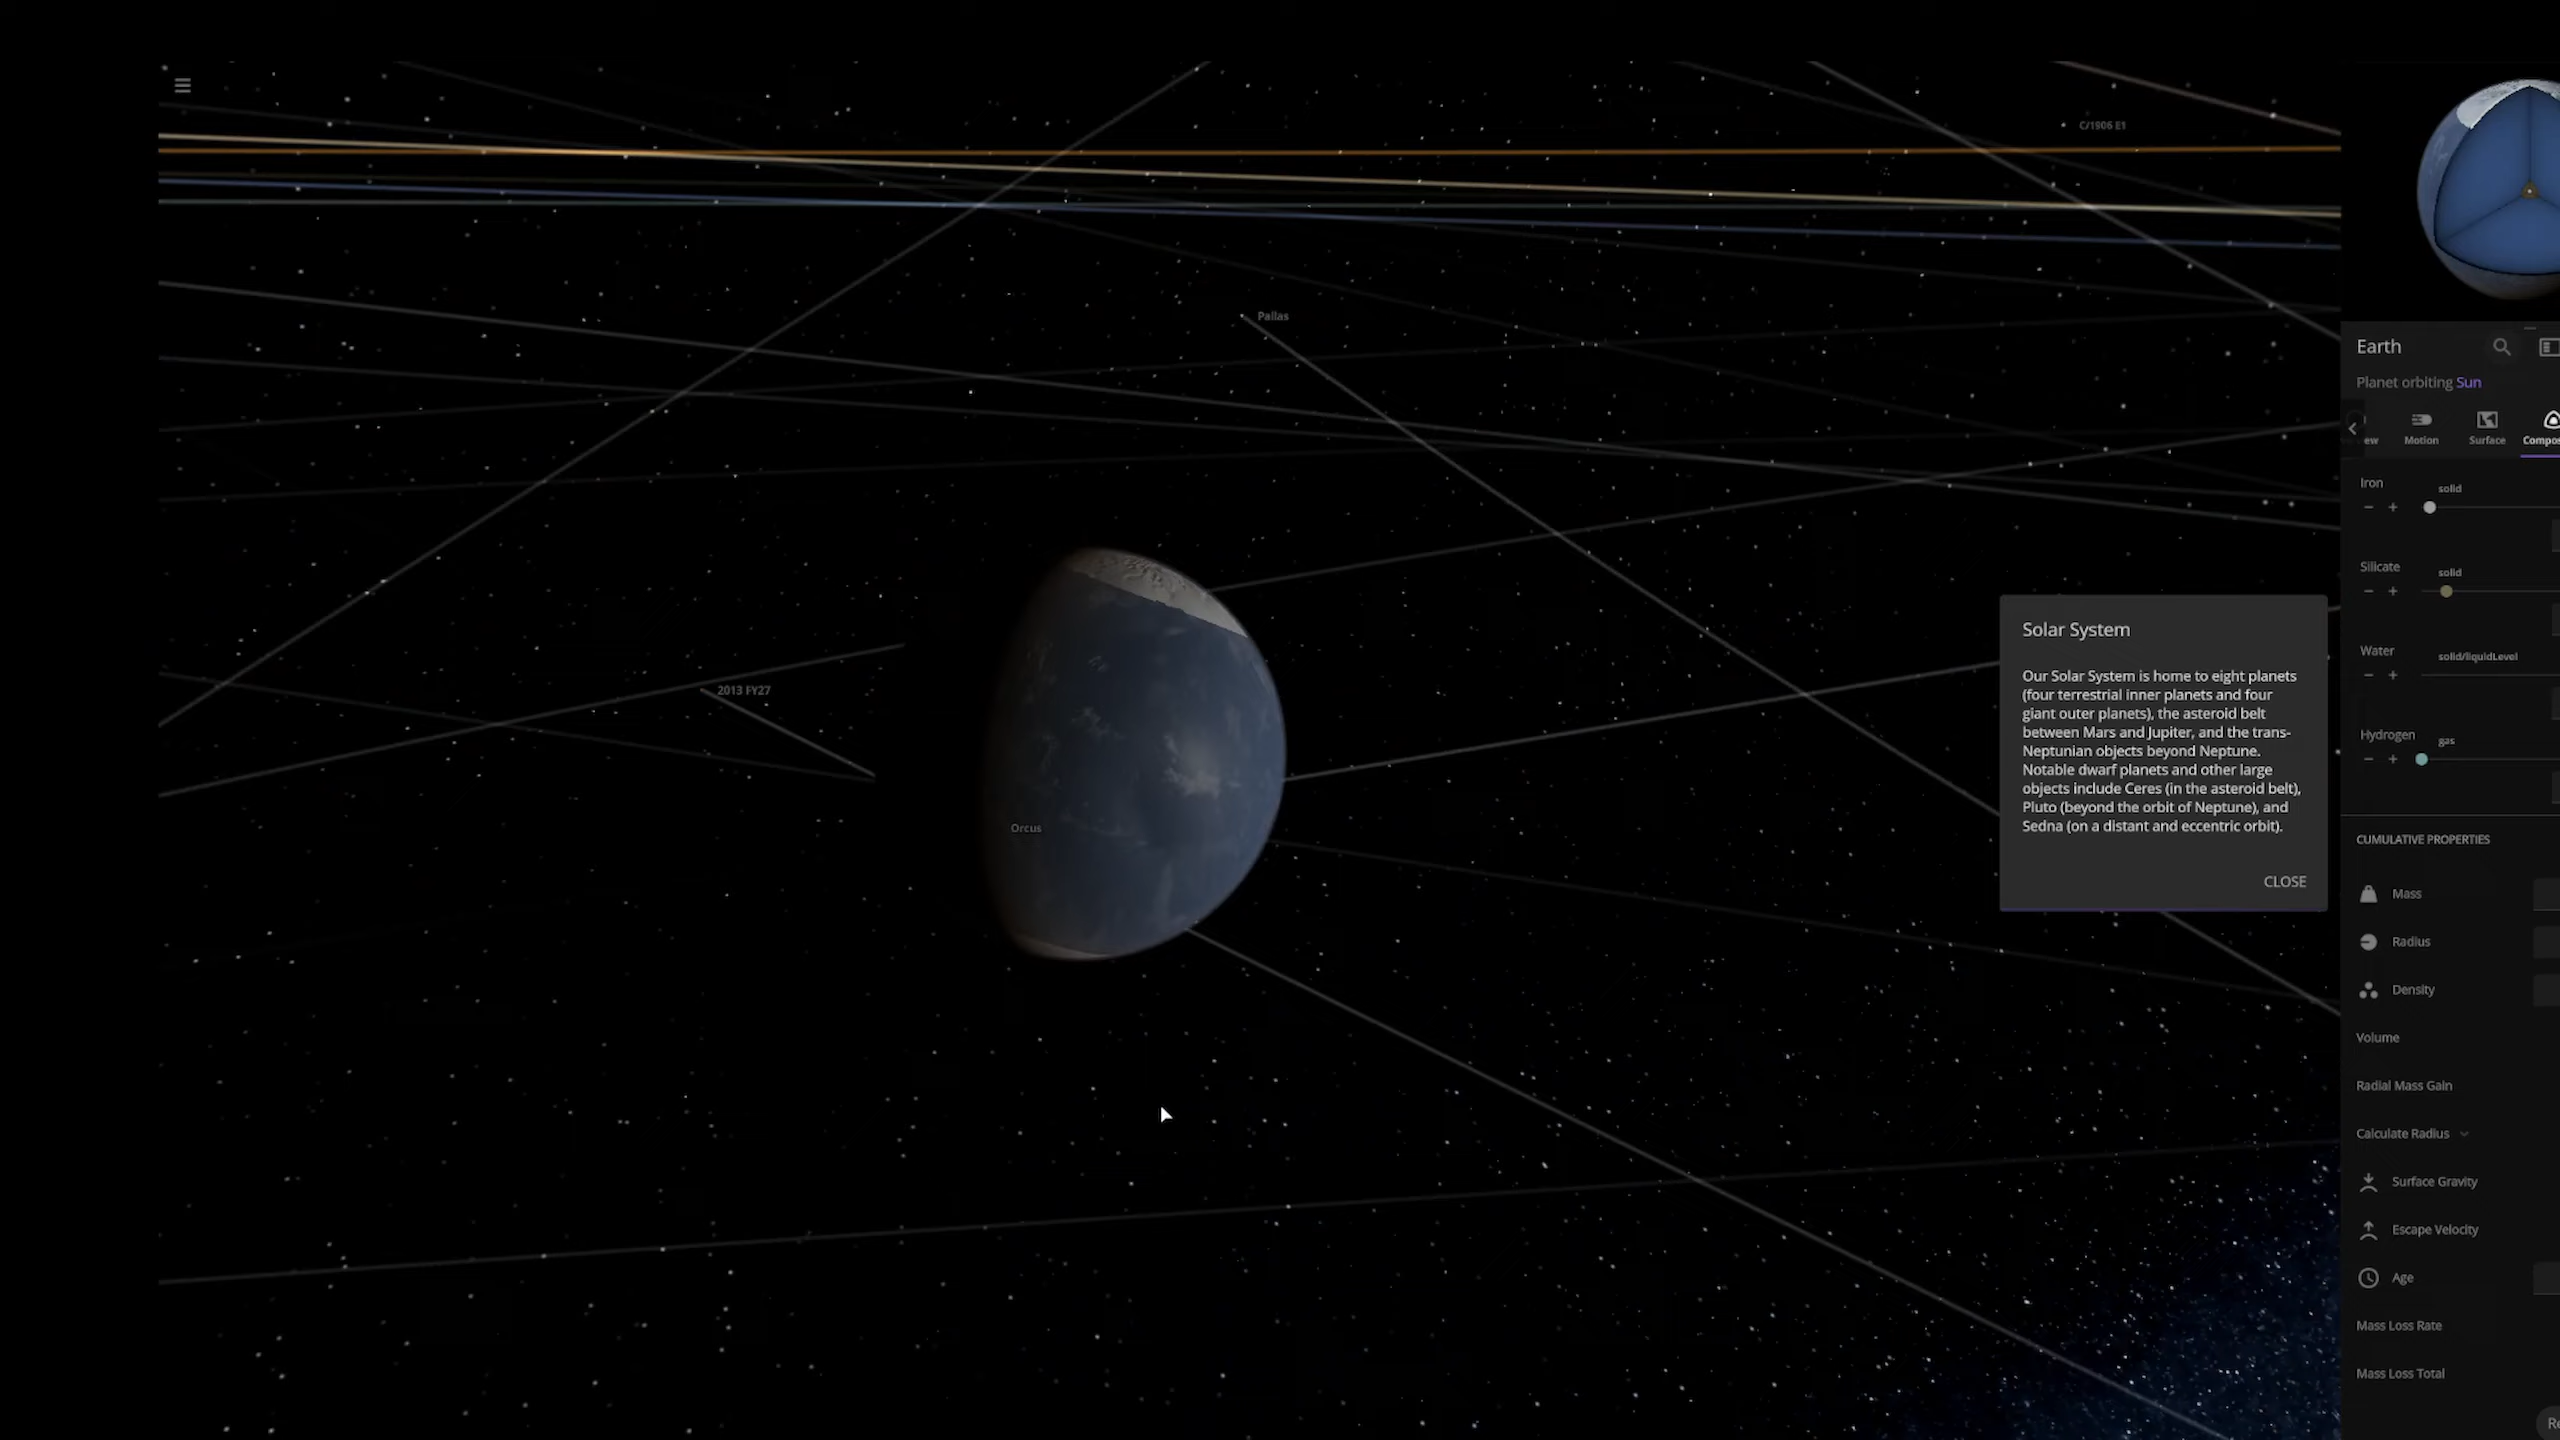 C/1906 E1
Pallas
2013 FY27
Orcus
Solar System
Our Solar System is home to eight planets
(four terrestrial inner planets and four
giant outer planets), the asteroid belt
between Mars and Jupiter, and the trans-
Neptunian objects beyond Neptune.
Notable dwarf planets and other large
objects include Ceres (in the asteroid belt),
Pluto (beyond the orbit of Neptune), and
Sedna (on a distant and eccentric orbit).
CLOSE
Earth
Planet orbiting Sun
ew Motion Surface Compos
Iron solid
Silicate solid
Water solid/liquidLevel
Hydrogen gas
CUMULATIVE PROPERTIES
Mass
Radius
Density
Volume
Radial Mass Gain
Calculate Radius
Surface Gravity
Escape Velocity
Age
Mass Loss Rate
Mass Loss Total
Re